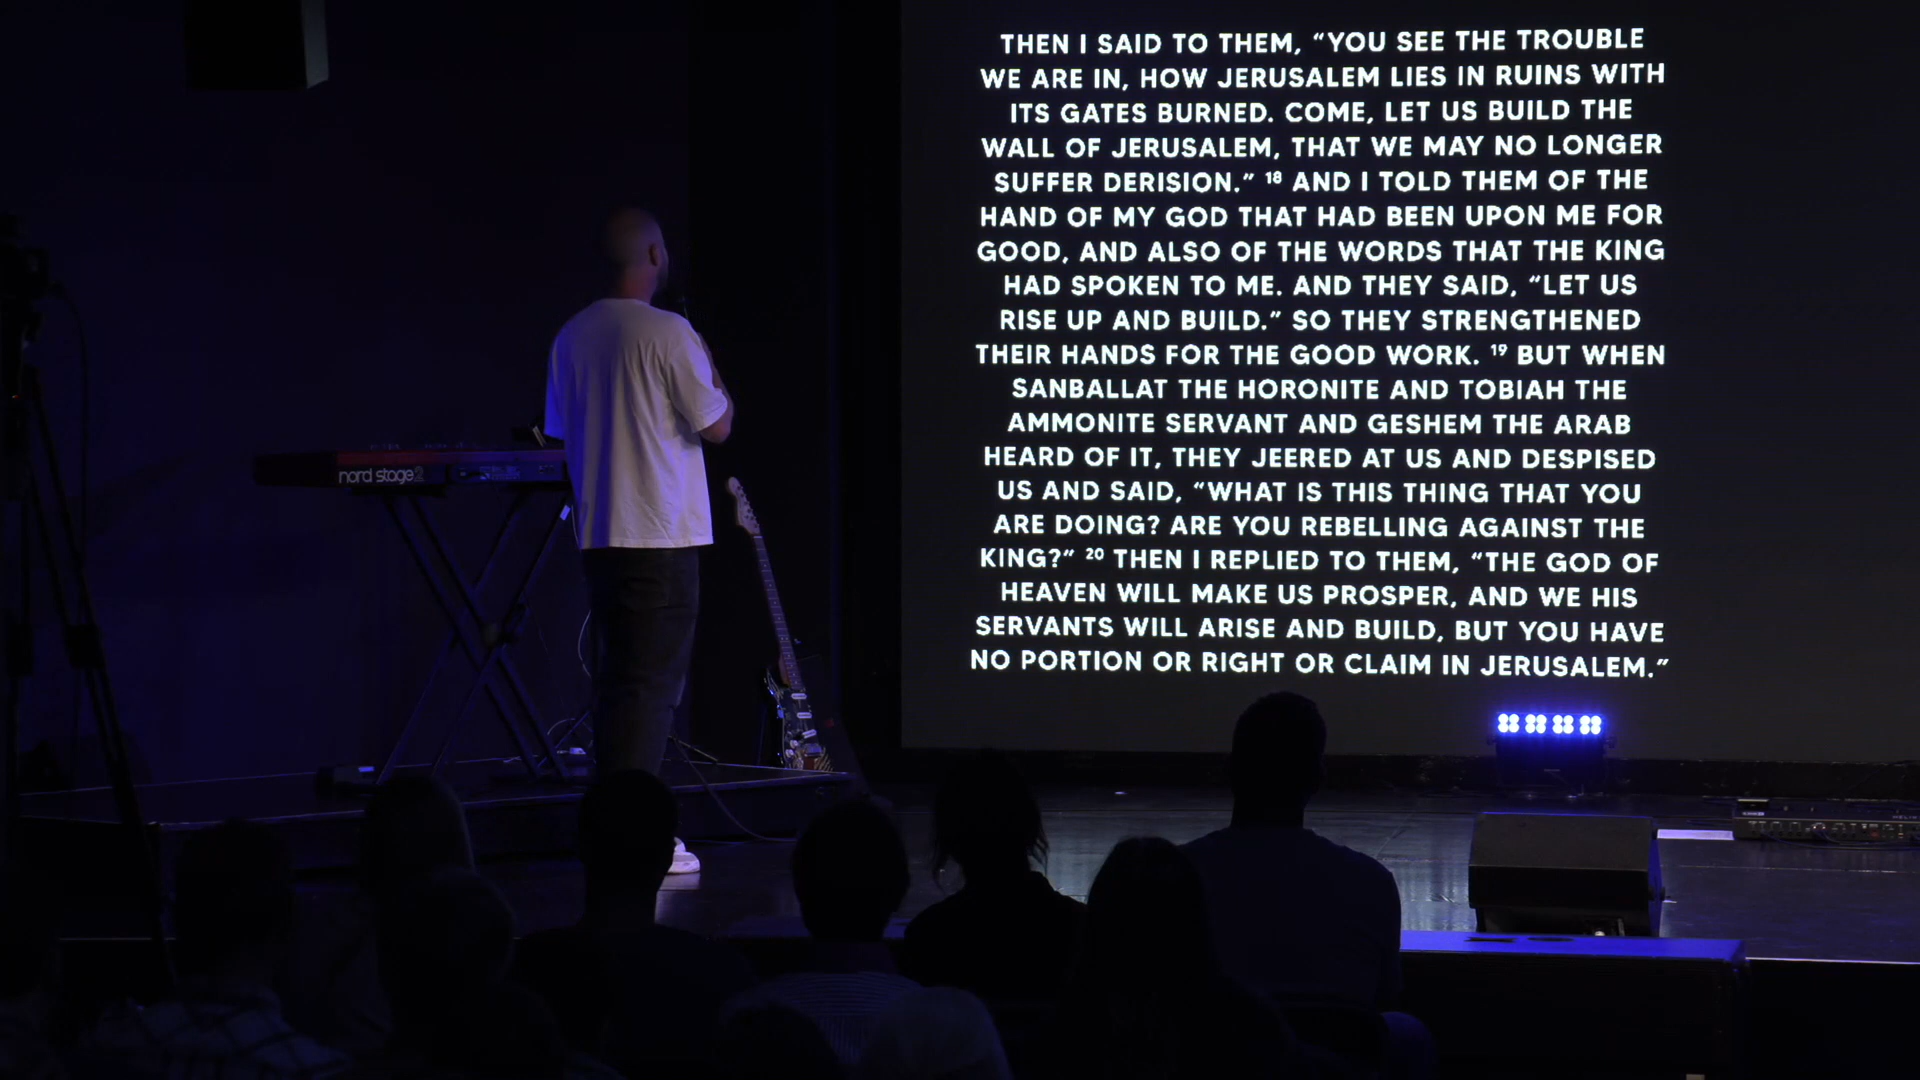 THEN I SAID TO THEM, “YOU SEE THE TROUBLE
WE ARE IN, HOW JERUSALEM LIES IN RUINS WITH
ITS GATES BURNED. COME, LET US BUILD THE
WALL OF JERUSALEM, THAT WE MAY NO LONGER
SUFFER DERISION.” ¹⁸ AND I TOLD THEM OF THE
HAND OF MY GOD THAT HAD BEEN UPON ME FOR
GOOD, AND ALSO OF THE WORDS THAT THE KING
HAD SPOKEN TO ME. AND THEY SAID, “LET US
RISE UP AND BUILD.” SO THEY STRENGTHENED
THEIR HANDS FOR THE GOOD WORK. ¹⁹ BUT WHEN
SANBALLAT THE HORONITE AND TOBIAH THE
AMMONITE SERVANT AND GESHEM THE ARAB
HEARD OF IT, THEY JEERED AT US AND DESPISED
US AND SAID, “WHAT IS THIS THING THAT YOU
ARE DOING? ARE YOU REBELLING AGAINST THE
KING?” ²⁰ THEN I REPLIED TO THEM, “THE GOD OF
HEAVEN WILL MAKE US PROSPER, AND WE HIS
SERVANTS WILL ARISE AND BUILD, BUT YOU HAVE
NO PORTION OR RIGHT OR CLAIM IN JERUSALEM.”
nord stage2